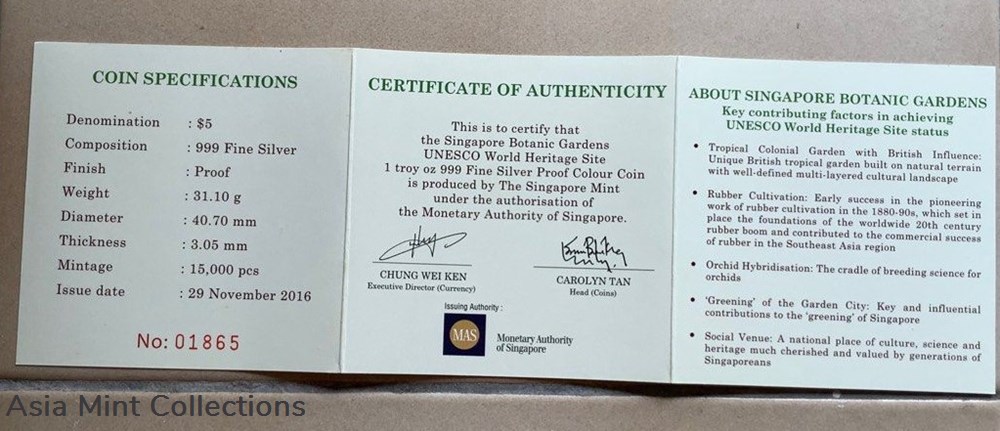 COIN SPECIFICATIONS
Denomination : $5
Composition : 999 Fine Silver
Finish : Proof
Weight : 31.10 g
Diameter : 40.70 mm
Thickness : 3.05 mm
Mintage : 15,000 pcs
Issue date : 29 November 2016
No: 01865
CERTIFICATE OF AUTHENTICITY
This is to certify that
the Singapore Botanic Gardens
UNESCO World Heritage Site
1 troy oz 999 Fine Silver Proof Colour Coin
is produced by The Singapore Mint
under the authorisation of
the Monetary Authority of Singapore.
CHUNG WEI KEN
Executive Director (Currency)
CAROLYN TAN
Head (Coins)
Issuing Authority :
MAS
Monetary Authority
of Singapore
ABOUT SINGAPORE BOTANIC GARDENS
Key contributing factors in achieving
UNESCO World Heritage Site status
• Tropical Colonial Garden with British Influence:
Unique British tropical garden built on natural terrain
with well-defined multi-layered cultural landscape
• Rubber Cultivation: Early success in the pioneering
work of rubber cultivation in the 1880-90s, which set in
place the foundations of the worldwide 20th century
rubber boom and contributed to the commercial success
of rubber in the Southeast Asia region
• Orchid Hybridisation: The cradle of breeding science for
orchids
• 'Greening' of the Garden City: Key and influential
contributions to the 'greening' of Singapore
• Social Venue: A national place of culture, science and
heritage much cherished and valued by generations of
Singaporeans
Asia Mint Collections